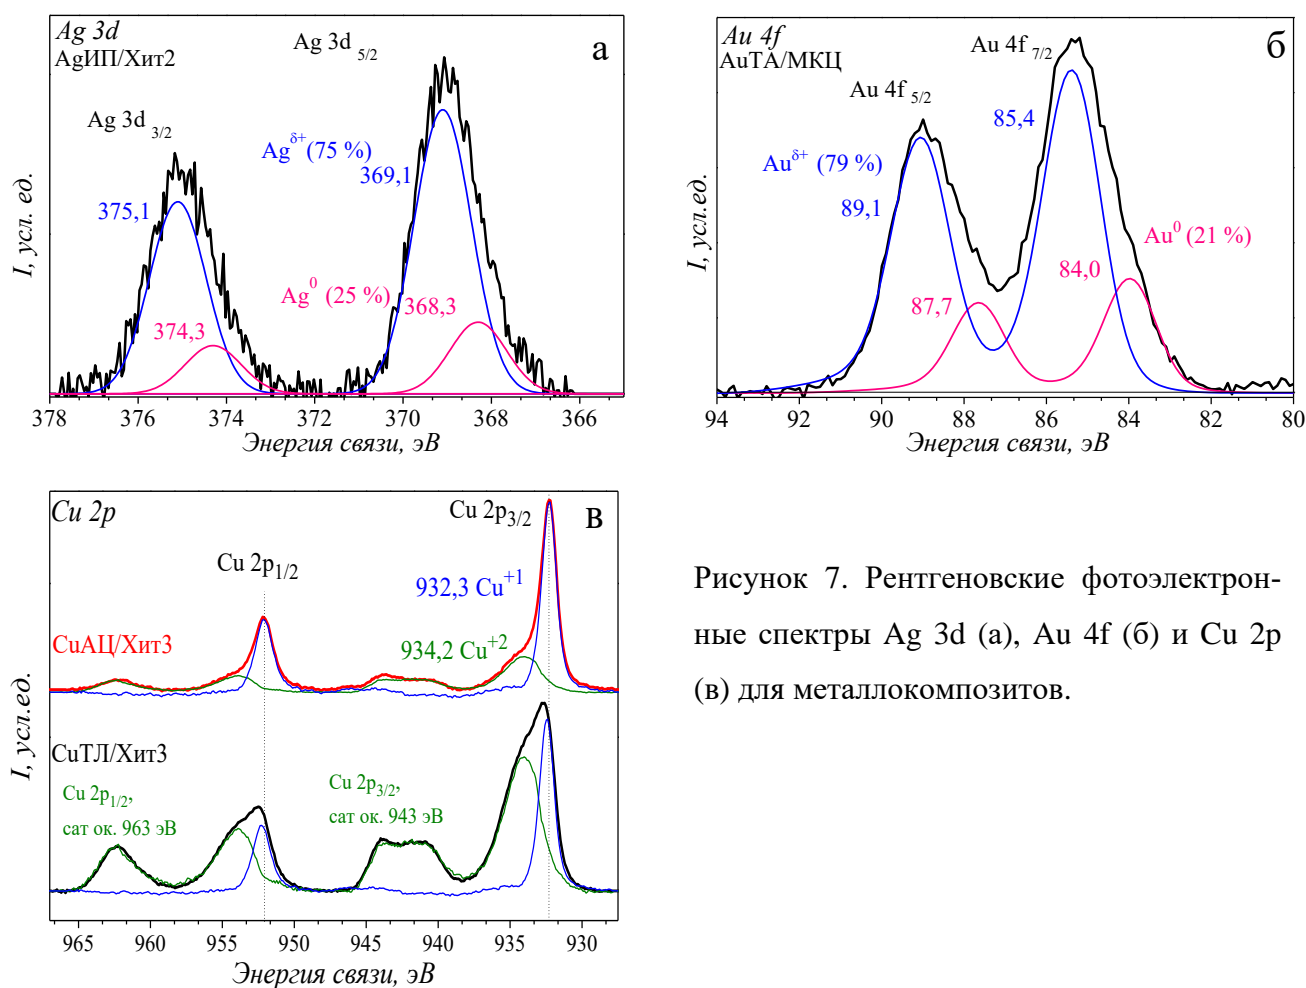 Ag 3d
AgИП/Хит2
Ag 3d 5/2
а
Ag 3d 3/2
Ag δ+ (75 %)
369,1
375,1
Ag 0 (25 %)
368,3
374,3
I, усл. ед.
378 376 374 372 370 368 366
Энергия связи, эВ
Au 4f
AuТА/МКЦ
Au 4f 7/2
б
Au 4f 5/2
85,4
Au δ+ (79 %)
89,1
Au 0 (21 %)
84,0
87,7
I, усл.ед.
94 92 90 88 86 84 82 80
Энергия связи, эВ
Cu 2p
Cu 2p3/2
в
Cu 2p1/2
932,3 Cu+1
CuАЦ/Хит3
934,2 Cu+2
CuТЛ/Хит3
Cu 2p1/2,
сат ок. 963 эВ
Cu 2p3/2,
сат ок. 943 эВ
I, усл.ед.
965 960 955 950 945 940 935 930
Энергия связи, эВ
Рисунок 7. Рентгеновские фотоэлектрон-
ные спектры Ag 3d (а), Au 4f (б) и Cu 2p
(в) для металлокомпозитов.